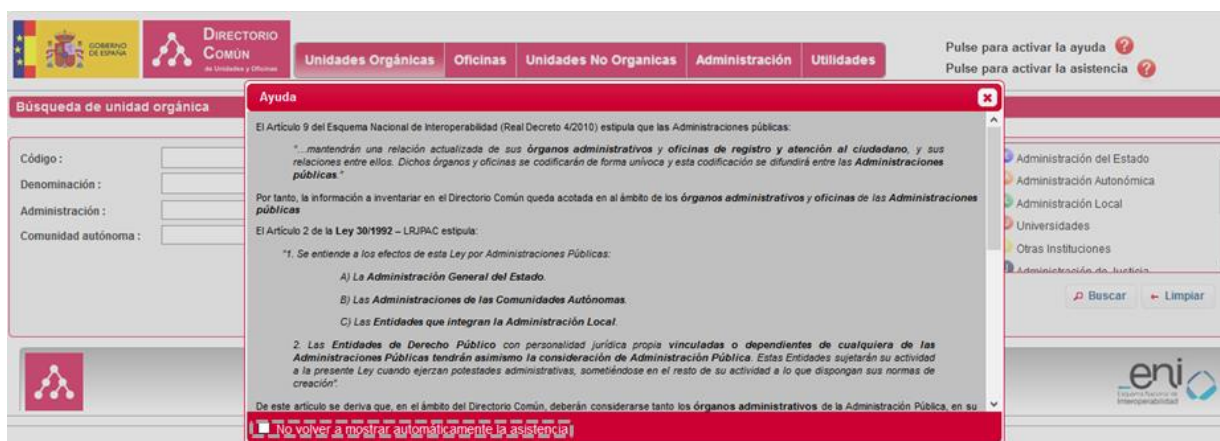 GOBIERNO
DE ESPAÑA
DIRECTORIO
COMÚN
de Unidades y Oficinas
Unidades Orgánicas
Oficinas
Unidades No Organicas
Administración
Utilidades
Pulse para activar la ayuda ?
Pulse para activar la asistencia ?
Búsqueda de unidad orgánica
Código :
Denominación :
Administración :
Comunidad autónoma :
Ayuda
El Artículo 9 del Esquema Nacional de Interoperabilidad (Real Decreto 4/2010) estipula que las Administraciones públicas:
"...mantendrán una relación actualizada de sus órganos administrativos y oficinas de registro y atención al ciudadano, y sus
relaciones entre ellos. Dichos órganos y oficinas se codificarán de forma unívoca y esta codificación se difundirá entre las Administraciones
públicas."
Por tanto, la información a inventariar en el Directorio Común queda acotada en al ámbito de los órganos administrativos y oficinas de las Administraciones
públicas
El Artículo 2 de la Ley 30/1992 – LRJPAC estipula:
"1. Se entiende a los efectos de esta Ley por Administraciones Públicas:
A) La Administración General del Estado.
B) Las Administraciones de las Comunidades Autónomas.
C) Las Entidades que integran la Administración Local.
2. Las Entidades de Derecho Público con personalidad jurídica propia vinculadas o dependientes de cualquiera de las
Administraciones Públicas tendrán asimismo la consideración de Administración Pública. Estas Entidades sujetarán su actividad
a la presente Ley cuando ejerzan potestades administrativas, sometiéndose en el resto de su actividad a lo que dispongan sus normas de
creación".
De este artículo se deriva que, en el ámbito del Directorio Común, deberán considerarse tanto los órganos administrativos de la Administración Pública, en su
No volver a mostrar automáticamente la asistencia
Administración del Estado
Administración Autonómica
Administración Local
Universidades
Otras Instituciones
Administración de Justicia
Buscar
Limpiar
eni
Esquema Nacional de
Interoperabilidad